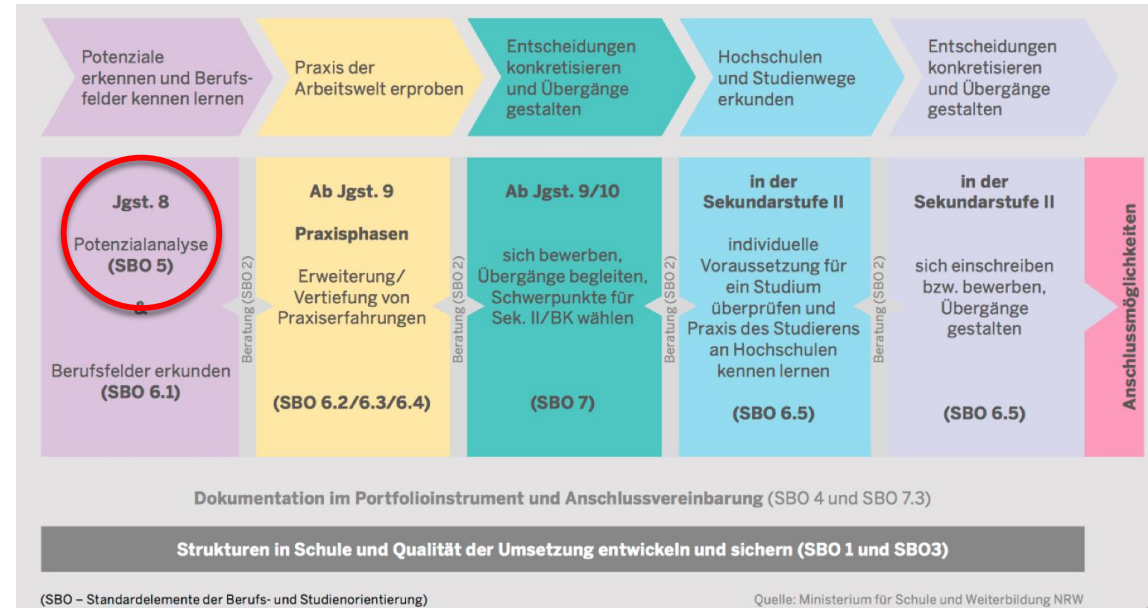 Potenziale
erkennen und Berufs-
felder kennen lernen
Praxis der
Arbeitswelt erproben
Entscheidungen
konkretisieren
und Übergänge
gestalten
Hochschulen
und Studienwege
erkunden
Entscheidungen
konkretisieren
und Übergänge
gestalten
Jgst. 8
Potenzialanalyse
(SBO 5)
&
Berufsfelder erkunden
(SBO 6.1)
Beratung (SBO 2)
Ab Jgst. 9
Praxisphasen
Erweiterung/
Vertiefung von
Praxiserfahrungen
(SBO 6.2/6.3/6.4)
Beratung (SBO 2)
Ab Jgst. 9/10
sich bewerben,
Übergänge begleiten,
Schwerpunkte für
Sek. II/BK wählen
(SBO 7)
Beratung (SBO 2)
in der
Sekundarstufe II
individuelle
Voraussetzung für
ein Studium
überprüfen und
Praxis des Studierens
an Hochschulen
kennen lernen
(SBO 6.5)
Beratung (SBO 2)
in der
Sekundarstufe II
sich einschreiben
bzw. bewerben,
Übergänge
gestalten
(SBO 6.5)
Anschlussmöglichkeiten
Dokumentation im Portfolioinstrument und Anschlussvereinbarung (SBO 4 und SBO 7.3)
Strukturen in Schule und Qualität der Umsetzung entwickeln und sichern (SBO 1 und SBO3)
(SBO – Standardelemente der Berufs- und Studienorientierung)
Quelle: Ministerium für Schule und Weiterbildung NRW